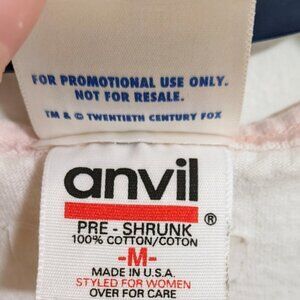 FOR PROMOTIONAL USE ONLY.
NOT FOR RESALE.
TM & © TWENTIETH CENTURY FOX
anvil
®
PRE - SHRUNK
100% COTTON/COTON
-M-
MADE IN U.S.A.
STYLED FOR WOMEN
OVER FOR CARE